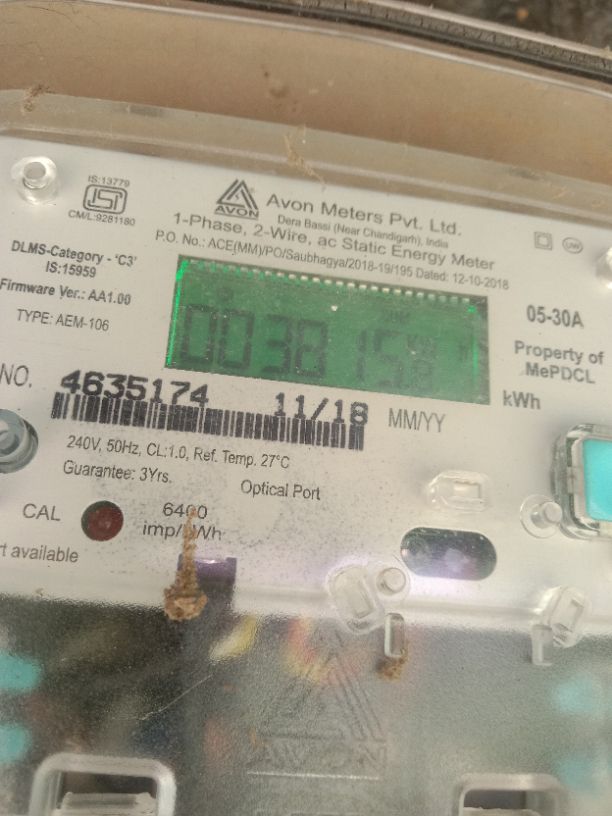 IS:13779
CM/L:9281180
AVON
Avon Meters Pvt. Ltd.
Dera Bassi (Near Chandigarh), India
1-Phase, 2-Wire, ac Static Energy Meter
P.O. No.: ACE(MM)/PO/Saubhagya/2018-19/195 Dated: 12-10-2018
DLMS-Category - 'C3'
IS:15959
Firmware Ver.: AA1.00
TYPE: AEM-106
003815
05-30A
Property of
MePDCL
kWh
NO. 4635174 11/18 MM/YY
240V, 50Hz, CL:1.0, Ref. Temp. 27°C
Guarantee: 3Yrs.
Optical Port
CAL
6400
imp/kWh
rt available
AVON